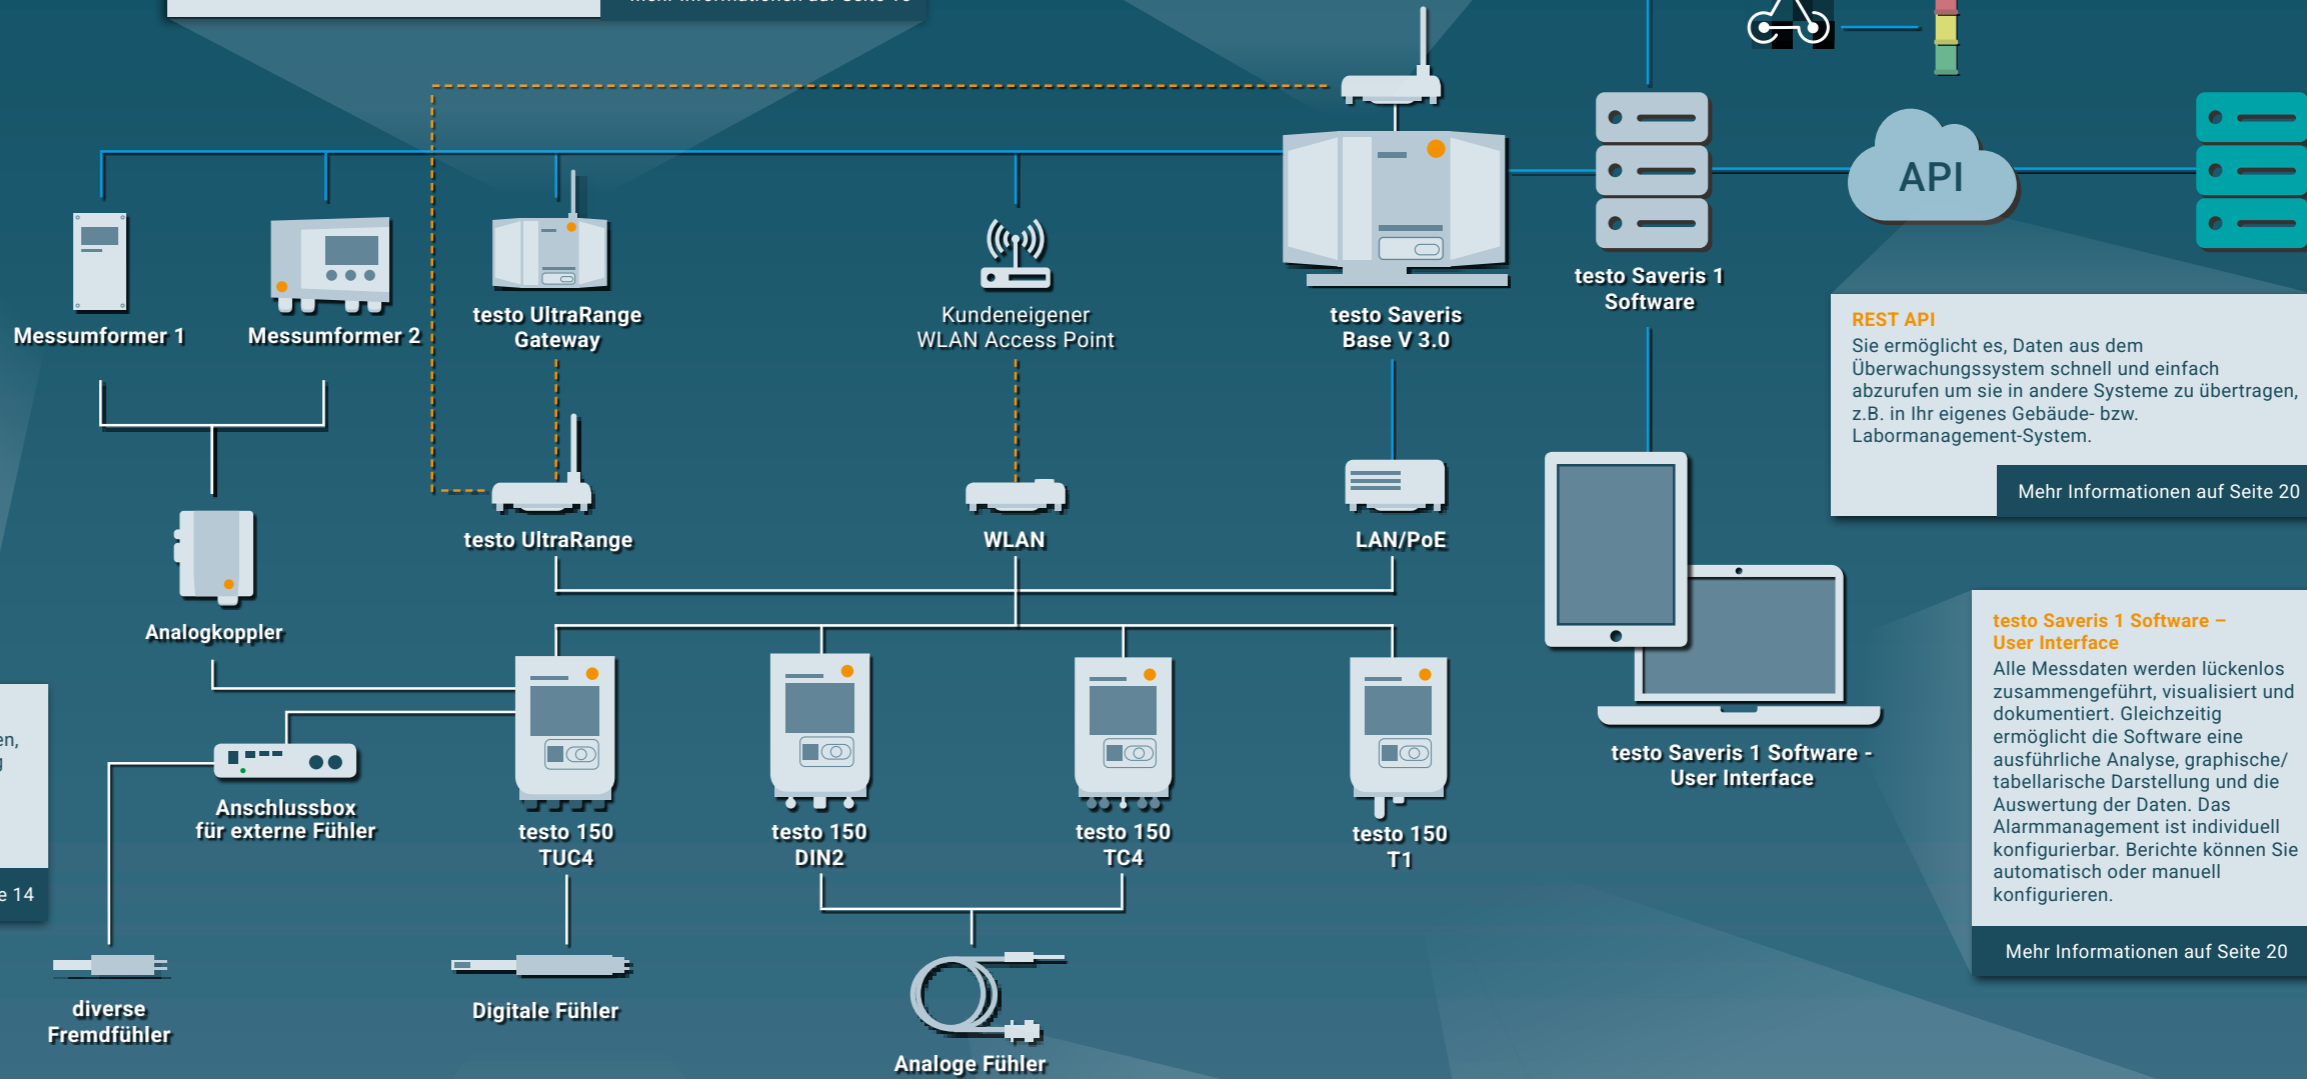 Mehr Informationen auf Seite
API
testo Saveris 1
Software
Messumformer 1
Messumformer 2
testo UltraRange
Gateway
Kundeneigener
WLAN Access Point
testo Saveris
Base V 3.0
REST API
Sie ermöglicht es, Daten aus dem
Überwachungssystem schnell und einfach
abzurufen um sie in andere Systeme zu übertragen,
z.B. in Ihr eigenes Gebäude- bzw.
Labormanagement-System.
Mehr Informationen auf Seite 20
testo UltraRange
WLAN
LAN/PoE
Analogkoppler
testo Saveris 1 Software –
User Interface
Alle Messdaten werden lückenlos
zusammengeführt, visualisiert und
dokumentiert. Gleichzeitig
ermöglicht die Software eine
ausführliche Analyse, graphische/
tabellarische Darstellung und die
Auswertung der Daten. Das
Alarmmanagement ist individuell
konfigurierbar. Berichte können Sie
automatisch oder manuell
konfigurieren.
Mehr Informationen auf Seite 20
testo Saveris 1 Software -
User Interface
Anschlussbox
für externe Fühler
testo 150
TUC4
testo 150
DIN2
testo 150
TC4
testo 150
T1
14
diverse
Fremdfühler
Digitale Fühler
Analoge Fühler